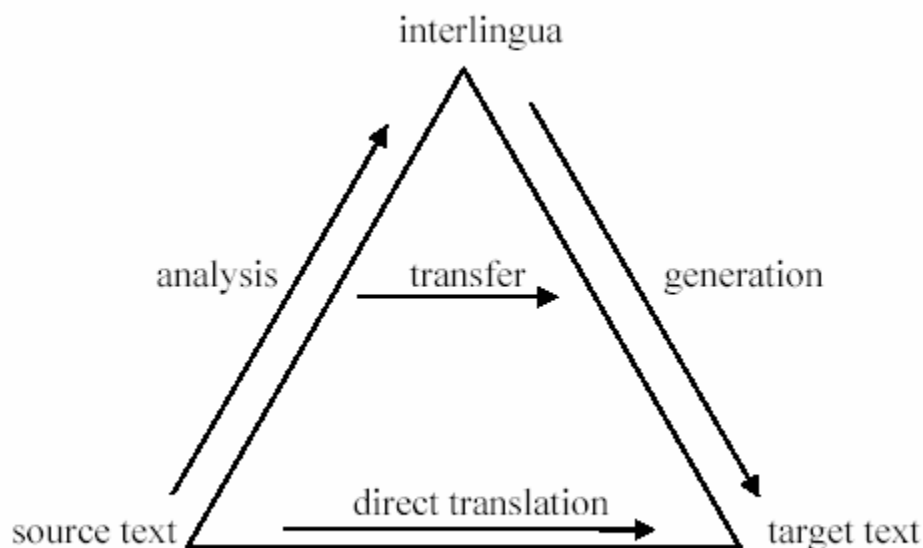 interlingua
analysis
transfer
generation
direct translation
source text
target text